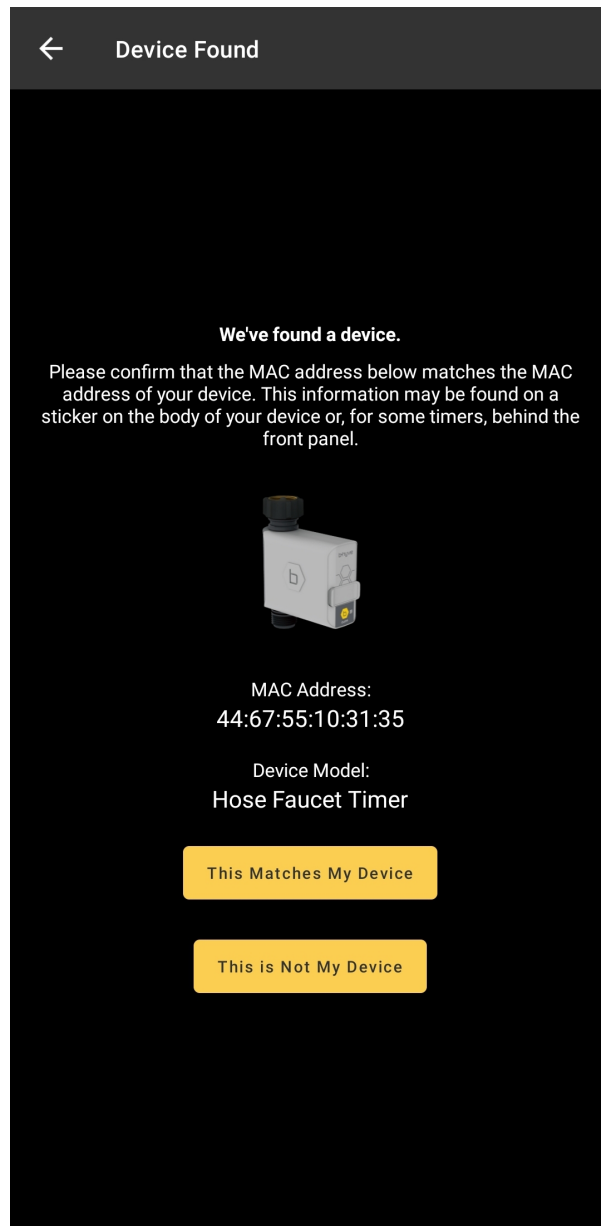 Device Found
We've found a device.
Please confirm that the MAC address below matches the MAC
address of your device. This information may be found on a
sticker on the body of your device or, for some timers, behind the
front panel.
b
MAC Address:
44:67:55:10:31:35
Device Model:
Hose Faucet Timer
This Matches My Device
This is Not My Device